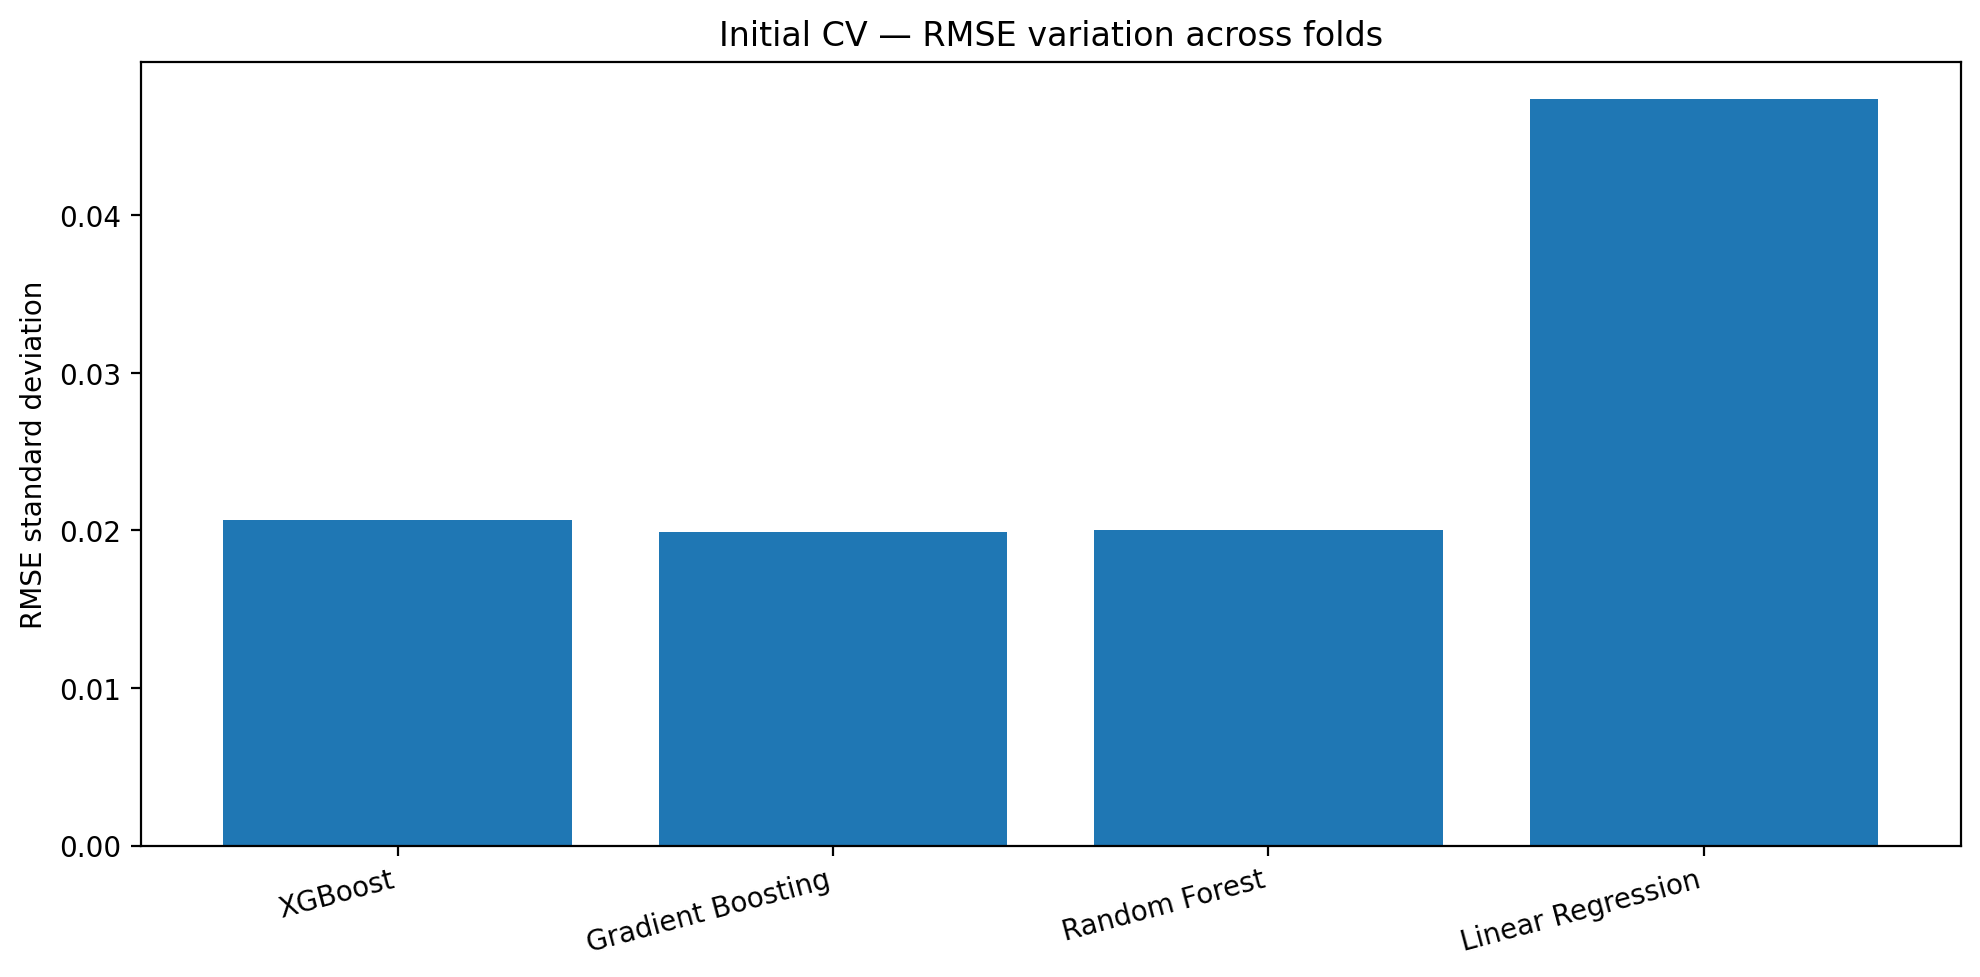 Initial CV — RMSE variation across folds
RMSE standard deviation
0.04
0.03
0.02
0.01
0.00
XGBoost
Gradient Boosting
Random Forest
Linear Regression